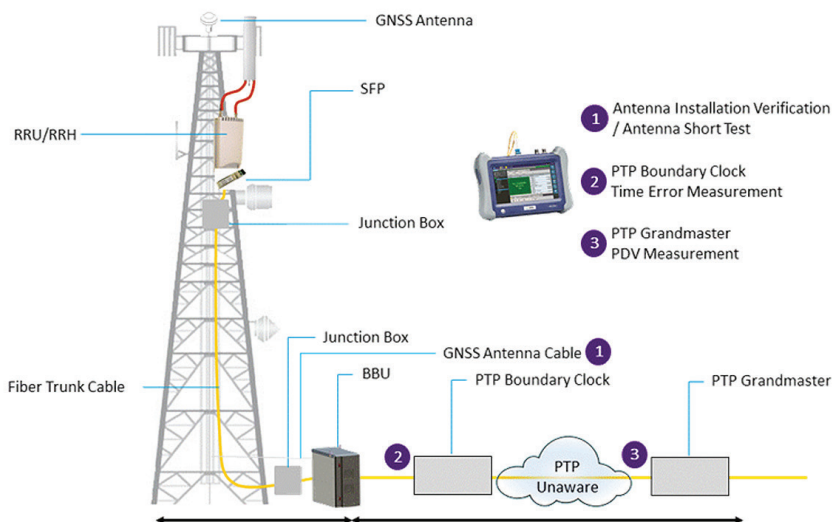 GNSS Antenna
SFP
RRU/RRH
Junction Box
1 Antenna Installation Verification
/ Antenna Short Test
2 PTP Boundary Clock
Time Error Measurement
3 PTP Grandmaster
PDV Measurement
Junction Box
GNSS Antenna Cable 1
Fiber Trunk Cable
BBU
PTP Boundary Clock
PTP Grandmaster
2
PTP
Unaware
3